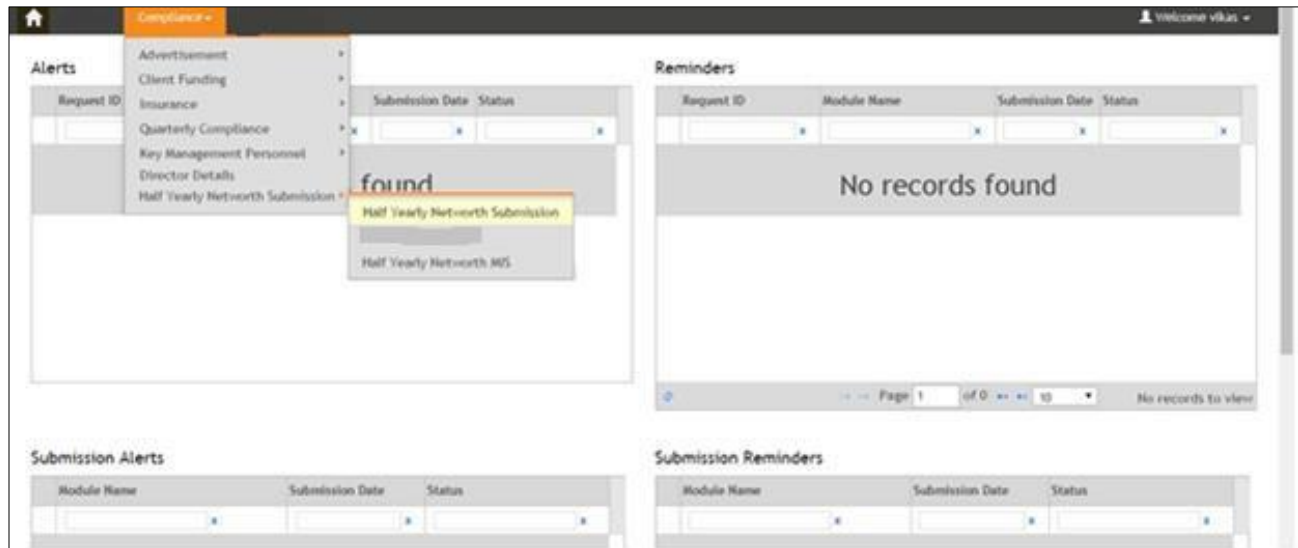 Compliance
Welcome vikas
Alerts
Advertisement
Client Funding
Insurance
Quarterly Compliance
Key Management Personnel
Director Details
Half Yearly Networth Submission
Half Yearly Networth Submission
Half Yearly Networth MIS
Request ID
Submission Date Status
x x x
found
Reminders
Request ID Module Name Submission Date Status
x x x x
No records found
Page 1 of 0 10 No records to view
Submission Alerts
Module Name Submission Date Status
x x x
Submission Reminders
Module Name Submission Date Status
x x x